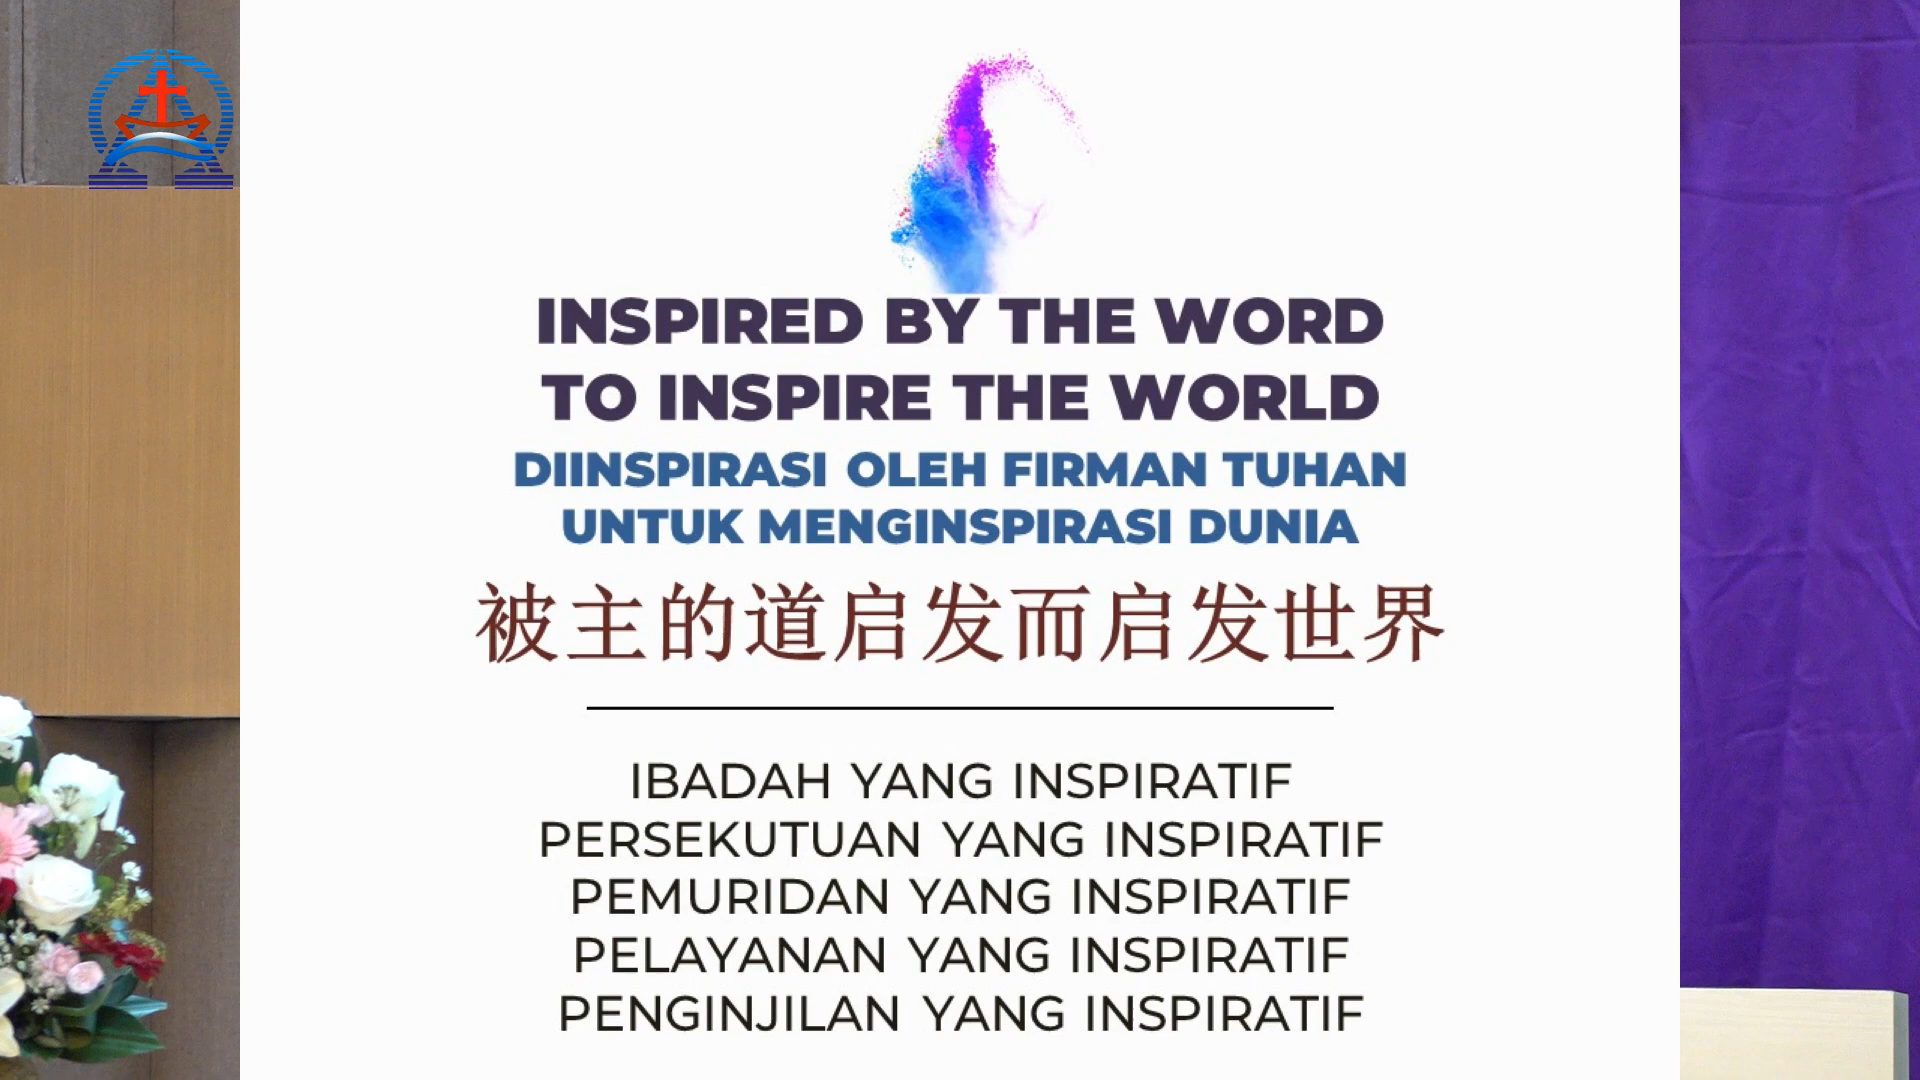 INSPIRED BY THE WORD
TO INSPIRE THE WORLD
DIINSPIRASI OLEH FIRMAN TUHAN
UNTUK MENGINSPIRASI DUNIA
被主的道启发而启发世界
IBADAH YANG INSPIRATIF
PERSEKUTUAN YANG INSPIRATIF
PEMURIDAN YANG INSPIRATIF
PELAYANAN YANG INSPIRATIF
PENGINJILAN YANG INSPIRATIF